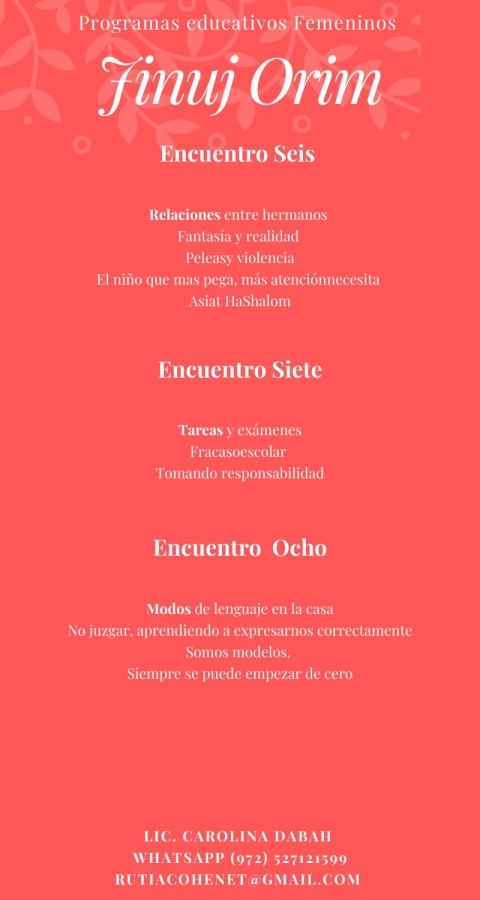 Programas educativos Femeninos
Jinuj Orim
Encuentro Seis
Relaciones entre hermanos
Fantasía y realidad
Peleasy violencia
El niño que mas pega, más atenciónnecesita
Asiat HaShalom
Encuentro Siete
Tareas y exámenes
Fracasoescolar
Tomando responsabilidad
Encuentro Ocho
Modos de lenguaje en la casa
No juzgar, aprendiendo a expresarnos correctamente
Somos modelos.
Siempre se puede empezar de cero
LIC. CAROLINA DABAH
WHATSAPP (972) 527121599
RUTIACOHENET@GMAIL.COM